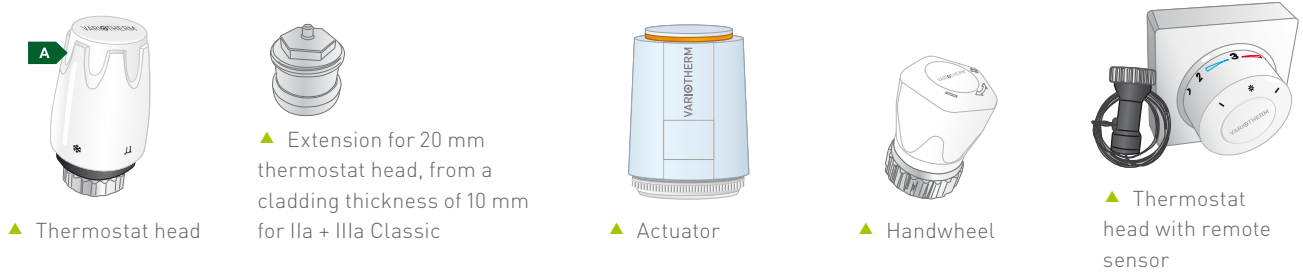 VARIOTHERM
A
▲ Thermostat head
▲ Extension for 20 mm
thermostat head, from a
cladding thickness of 10 mm
for IIa + IIIa Classic
VARIOTHERM
▲ Actuator
VARIOTHERM
▲ Handwheel
2 3
VARIOTHERM
▲ Thermostat
head with remote
sensor